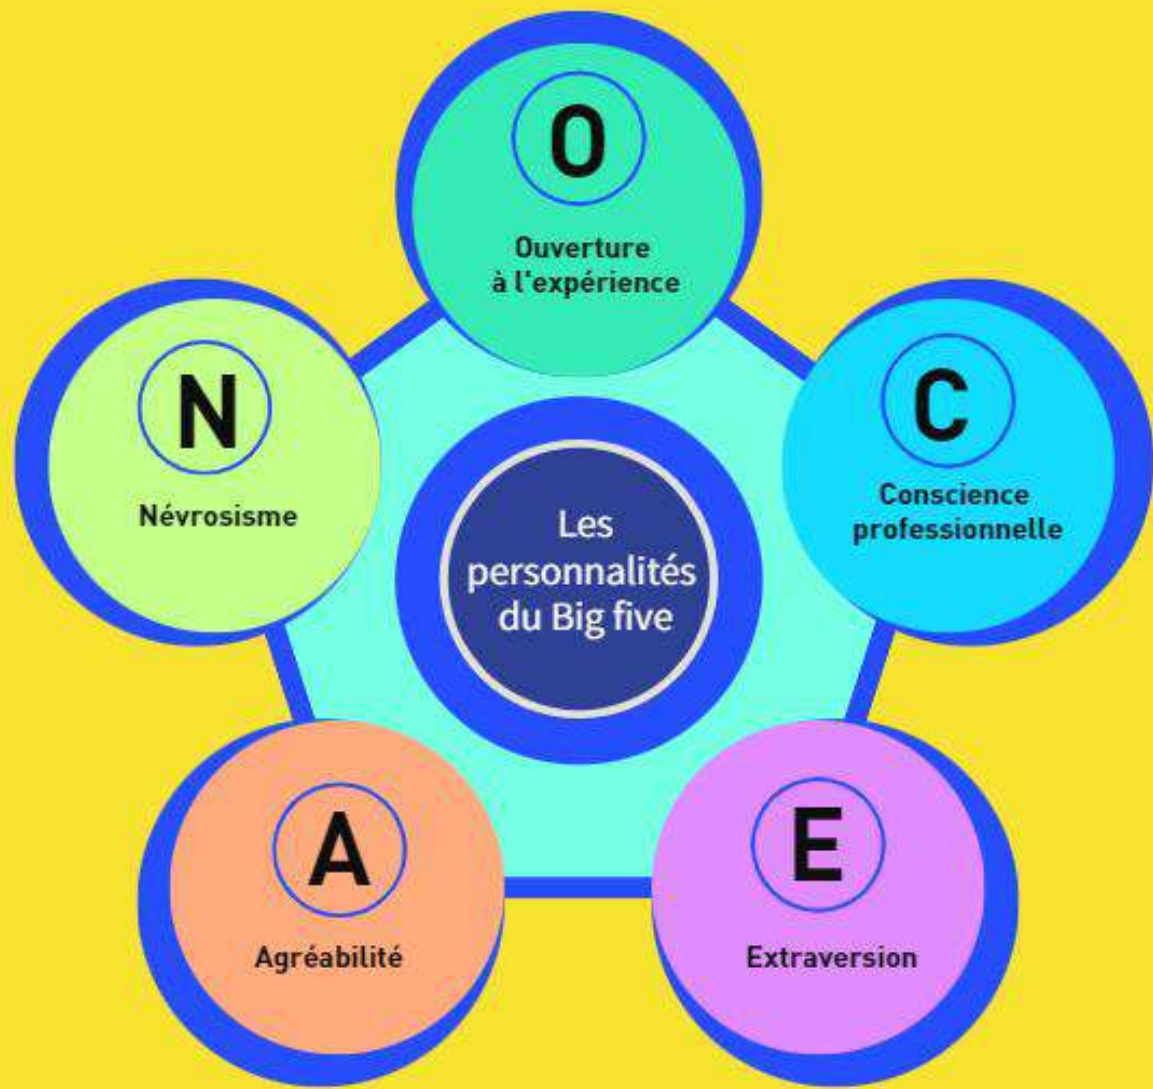 O
Ouverture
à l'expérience
C
Conscience
professionnelle
E
Extraversion
A
Agréabilité
N
Névrosisme
Les
personnalités
du Big five